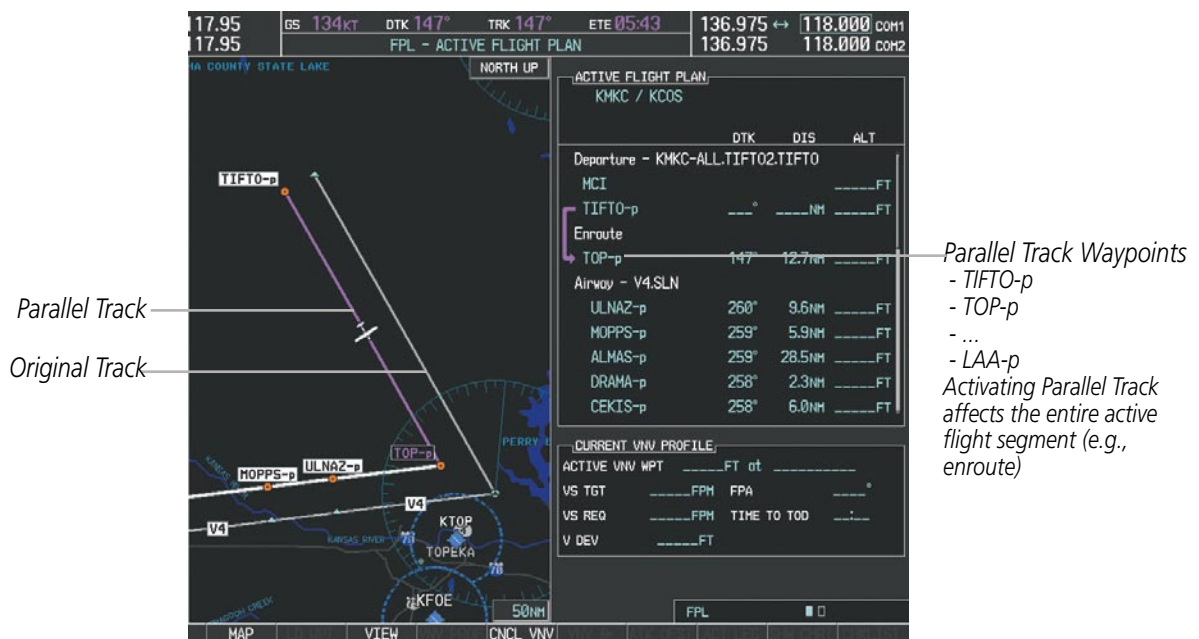 117.95 GS 134KT DTK 147° TRK 147° ETE 05:43 136.975 ↔ 118.000 COM1
117.95 FPL – ACTIVE FLIGHT PLAN 136.975 118.000 COM2
COUNTY STATE LAKE
NORTH UP
ACTIVE FLIGHT PLAN
KMKC / KCOS
DTK DIS ALT
Departure – KMKC-ALL.TIFTO2.TIFTO
MCI _____FT
TIFTO-p ___° ____NM _____FT
Enroute
TOP-p 147° 12.7NM _____FT
Airway – V4.SLN
ULNAZ-p 260° 9.6NM _____FT
MOPPS-p 259° 5.9NM _____FT
ALMAS-p 259° 28.5NM _____FT
DRAMA-p 258° 2.3NM _____FT
CEKIS-p 258° 6.0NM _____FT
CURRENT VNV PROFILE
ACTIVE VNV WPT _____FT at __________
VS TGT _____FPM FPA ____°
VS REQ _____FPM TIME TO TOD __:__
V DEV _____FT
FPL
TIFTO-p
TOP-p
PERRY
MOPPS-p
ULNAZ-p
V4
V4
KTOP
KANSAS RIVER
TOPEKA
KFOE
50NM
MAP VIEW CNCL VNV
Parallel Track
Original Track
Parallel Track Waypoints
- TIFTO-p
- TOP-p
- ...
- LAA-p
Activating Parallel Track
affects the entire active
flight segment (e.g.,
enroute)